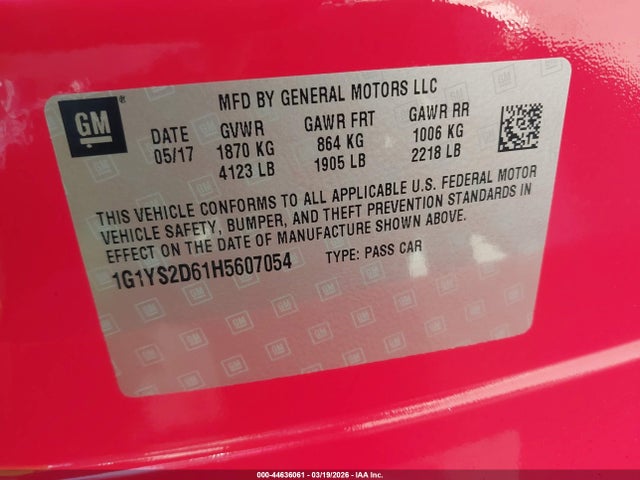 GM
MFD BY GENERAL MOTORS LLC
DATE GVWR GAWR FRT GAWR RR
05/17 1870 KG 864 KG 1006 KG
4123 LB 1905 LB 2218 LB
THIS VEHICLE CONFORMS TO ALL APPLICABLE U.S. FEDERAL MOTOR
VEHICLE SAFETY, BUMPER, AND THEFT PREVENTION STANDARDS IN
EFFECT ON THE DATE OF MANUFACTURE SHOWN ABOVE.
1G1YS2D61H5607054 TYPE: PASS CAR
000-44636061 | 03/19/2026 | IAA Inc.